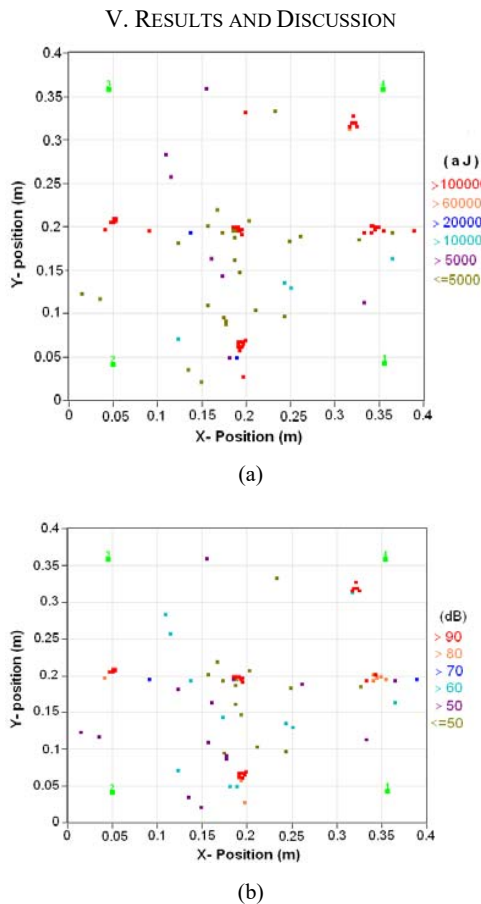 V. RESULTS AND DISCUSSION
0.4
0.35
0.3
0.25
0.2
0.15
0.1
0.05
0
Y- position (m)
0 0.05 0.1 0.15 0.2 0.25 0.3 0.35 0.4
X- Position (m)
(aJ)
>100000
>60000
>20000
>10000
>5000
<=5000
(a)
0.4
0.35
0.3
0.25
0.2
0.15
0.1
0.05
0
Y- position (m)
0 0.05 0.1 0.15 0.2 0.25 0.3 0.35 0.4
X- Position (m)
(dB)
> 90
> 80
> 70
> 60
> 50
<=50
(b)